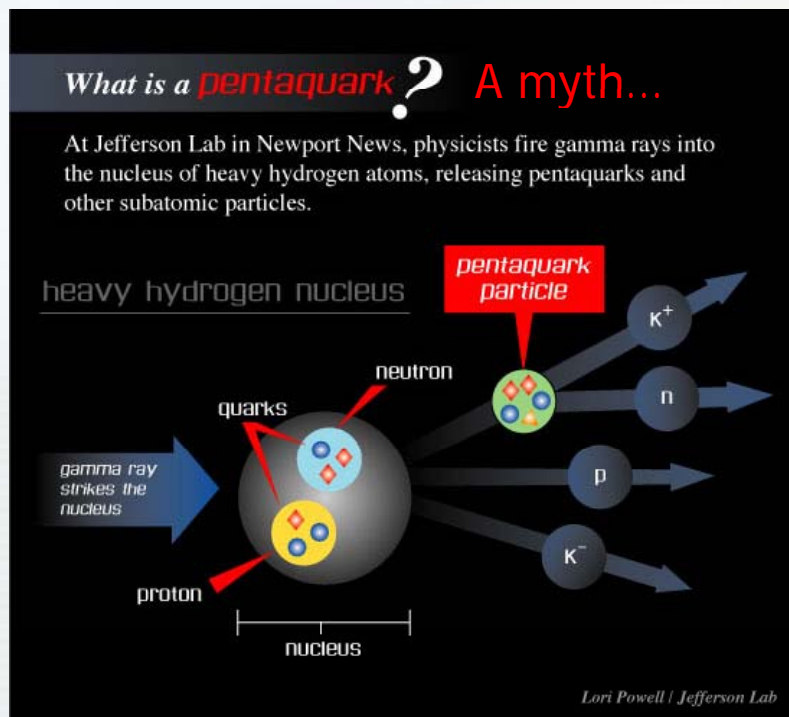 What is a pentaquark? A myth...
At Jefferson Lab in Newport News, physicists fire gamma rays into
the nucleus of heavy hydrogen atoms, releasing pentaquarks and
other subatomic particles.
heavy hydrogen nucleus
pentaquark
particle
K+
neutron
n
quarks
gamma ray
strikes the
nucleus
p
K-
proton
nucleus
Lori Powell / Jefferson Lab